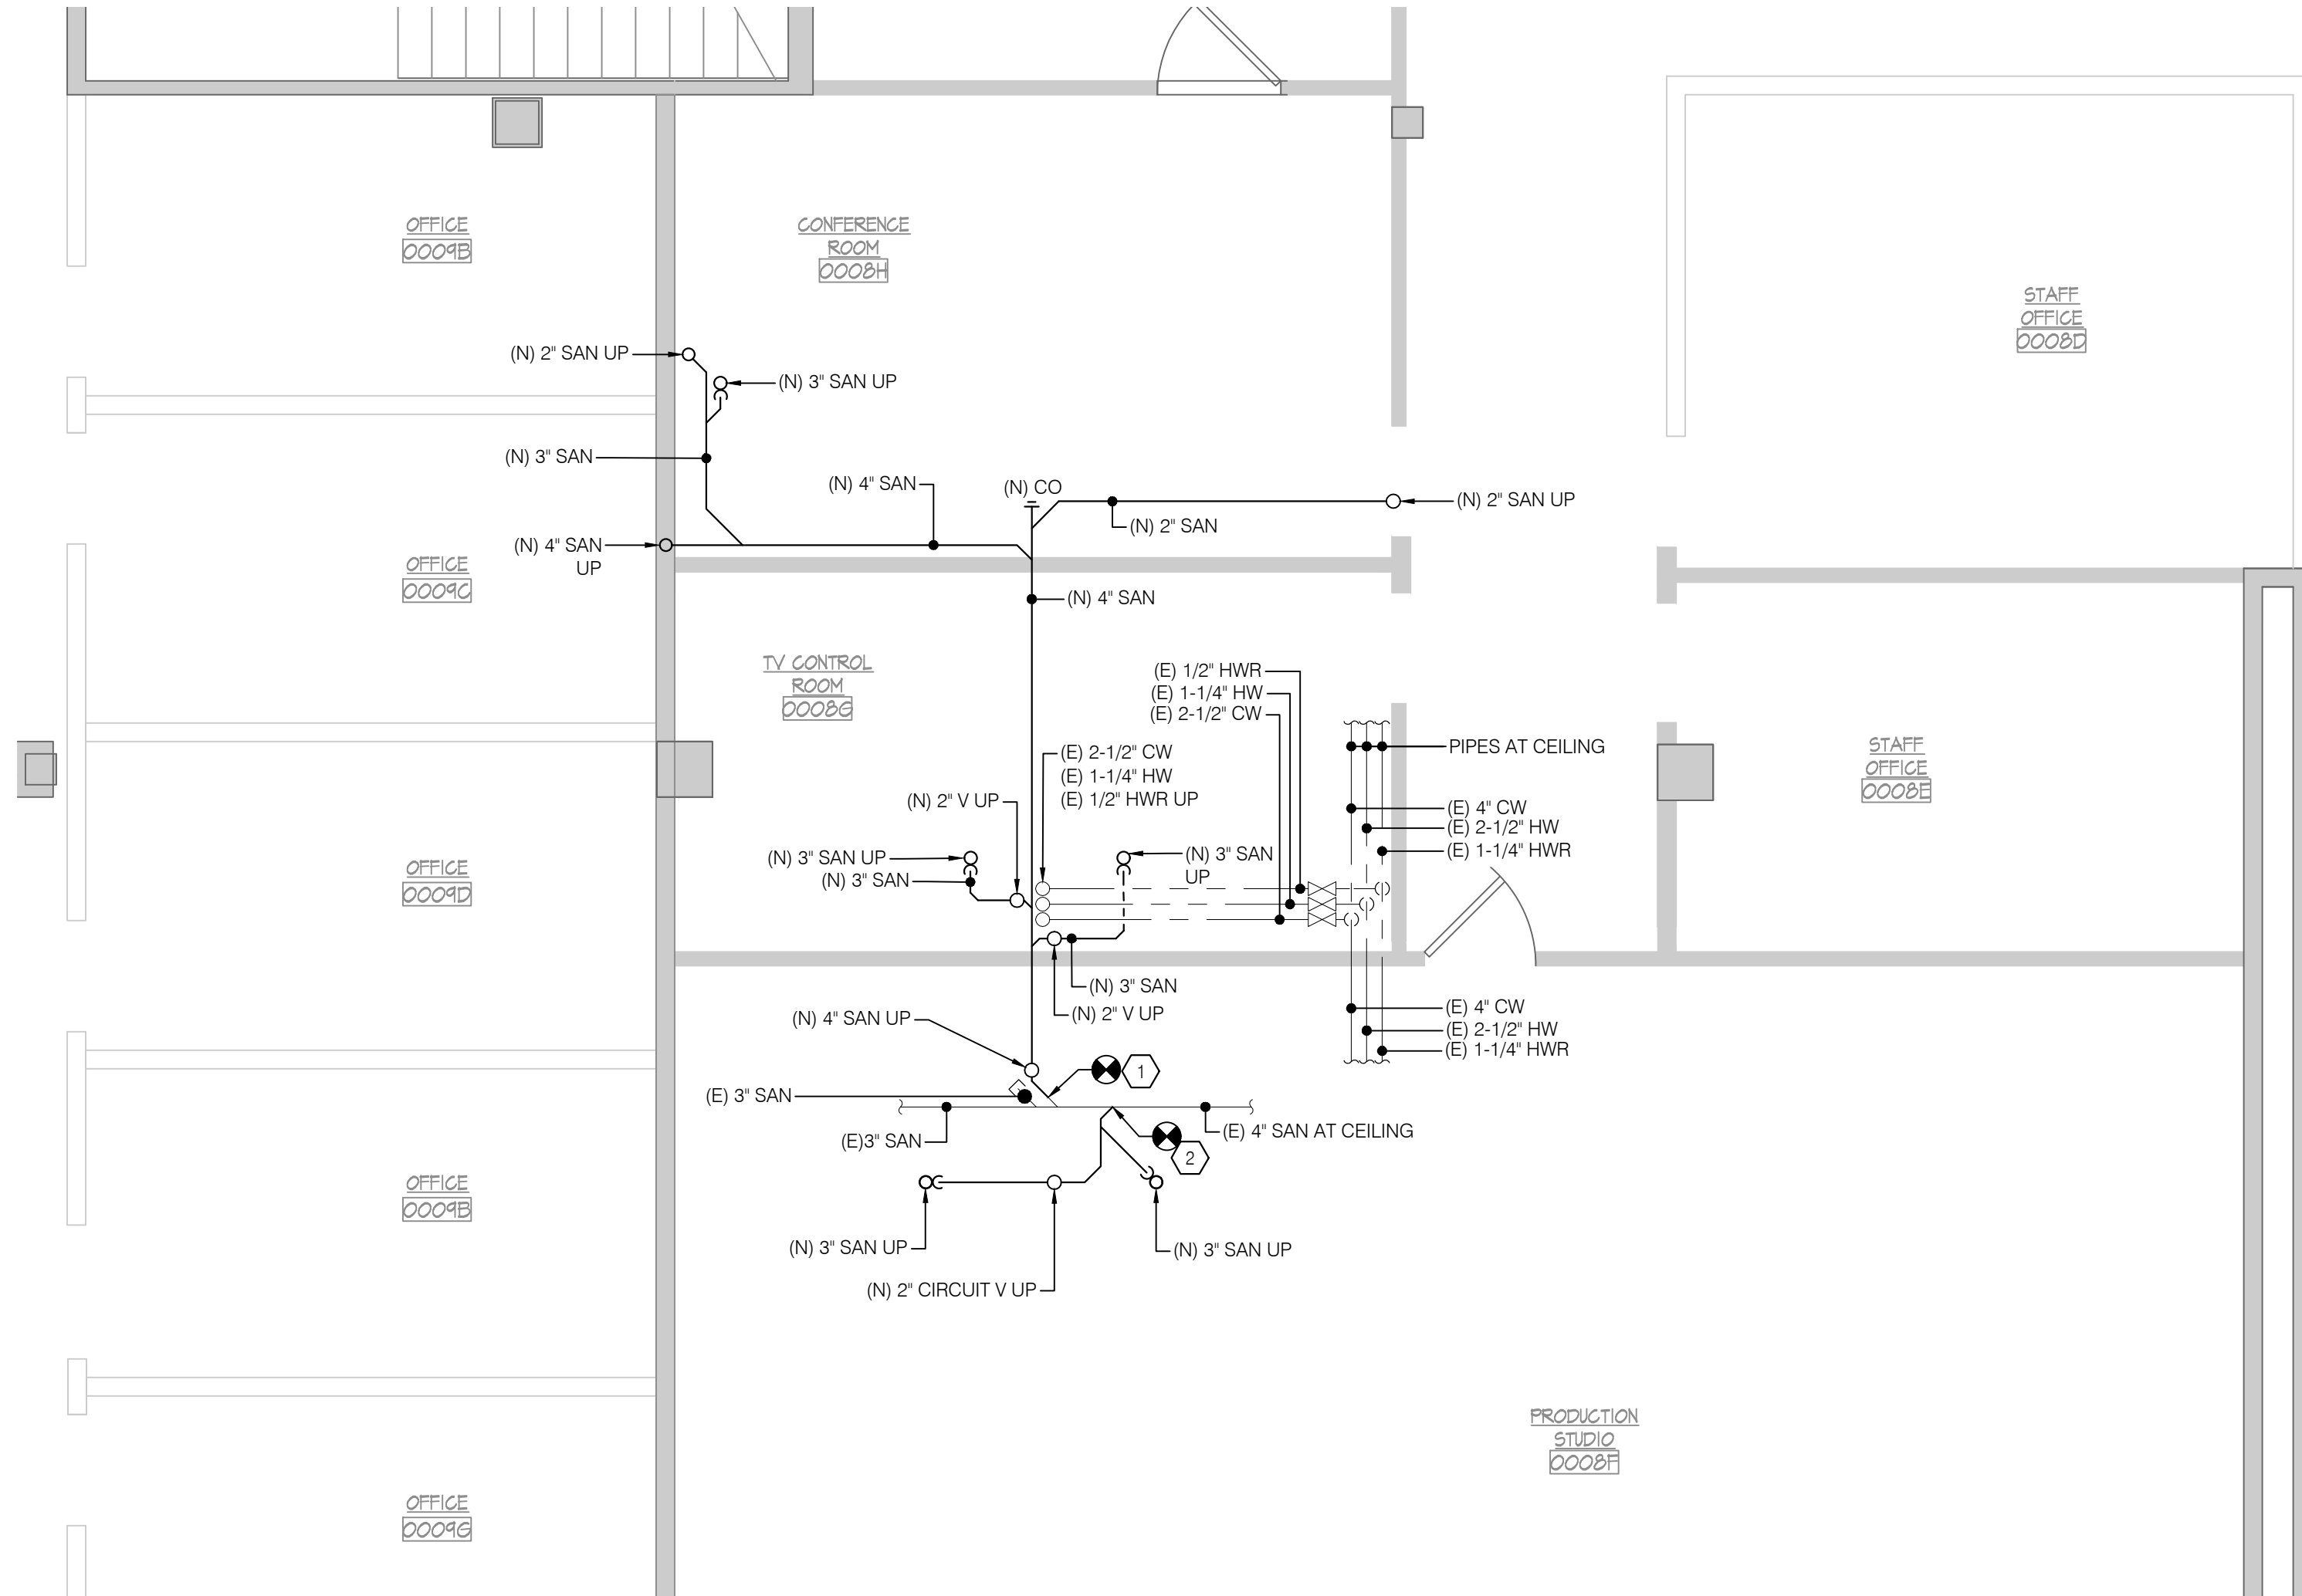 OFFICE
0009B
CONFERENCE
ROOM
0008H
STAFF
OFFICE
0008D
(N) 2" SAN UP
(N) 3" SAN UP
(N) 3" SAN
(N) 4" SAN
(N) CO
(N) 2" SAN UP
(N) 2" SAN
(N) 4" SAN
UP
OFFICE
0009C
(N) 4" SAN
TV CONTROL
ROOM
0008G
(E) 1/2" HWR
(E) 1-1/4" HW
(E) 2-1/2" CW
(E) 2-1/2" CW
(E) 1-1/4" HW
(E) 1/2" HWR UP
PIPES AT CEILING
STAFF
OFFICE
0008E
(N) 2" V UP
(E) 4" CW
(E) 2-1/2" HW
(E) 1-1/4" HWR
(N) 3" SAN UP
(N) 3" SAN
(N) 3" SAN
UP
OFFICE
0009D
(N) 3" SAN
(N) 2" V UP
(E) 4" CW
(E) 2-1/2" HW
(E) 1-1/4" HWR
(N) 4" SAN UP
1
(E) 3" SAN
(E)3" SAN
(E) 4" SAN AT CEILING
2
OFFICE
0009B
(N) 3" SAN UP
(N) 3" SAN UP
(N) 2" CIRCUIT V UP
PRODUCTION
STUDIO
0008F
OFFICE
0009G